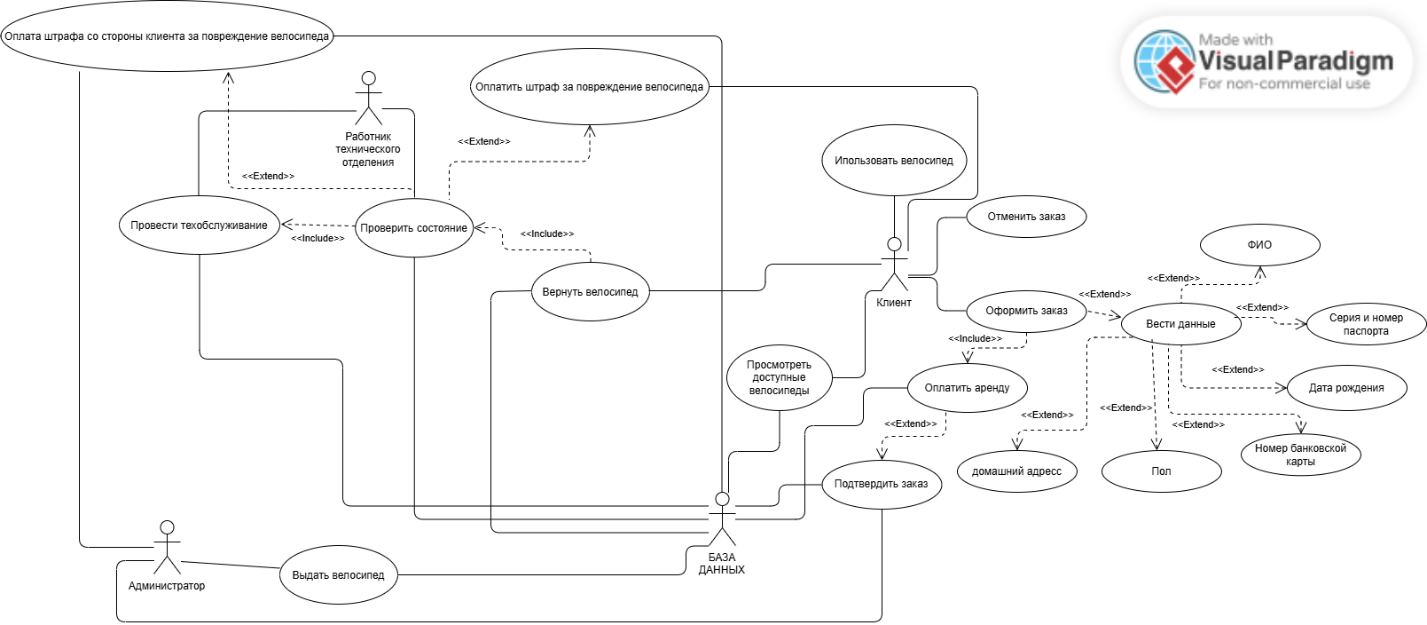 Made with
Visual Paradigm
For non-commercial use
Оплата штрафа со стороны клиента за повреждение велосипеда
Оплатить штраф за повреждение велосипеда
Работник
технического
отделения
<<Extend>>
<<Extend>>
Ипользовать велосипед
Провести техобслуживание
<<Include>>
Проверить состояние
<<Include>>
Вернуть велосипед
Отменить заказ
Клиент
ФИО
<<Extend>>
<<Extend>>
<<Extend>>
Оформить заказ
Вести данные
Серия и номер
паспорта
<<Include>>
Просмотреть
доступные
велосипеды
Оплатить аренду
<<Extend>>
Дата рождения
<<Extend>>
<<Extend>>
<<Extend>>
<<Extend>>
Номер банковской
карты
домашний адресс
Пол
Подтвердить заказ
БАЗА
ДАННЫХ
Администратор
Выдать велосипед